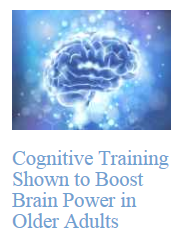 Cognitive Training
Shown to Boost
Brain Power in
Older Adults